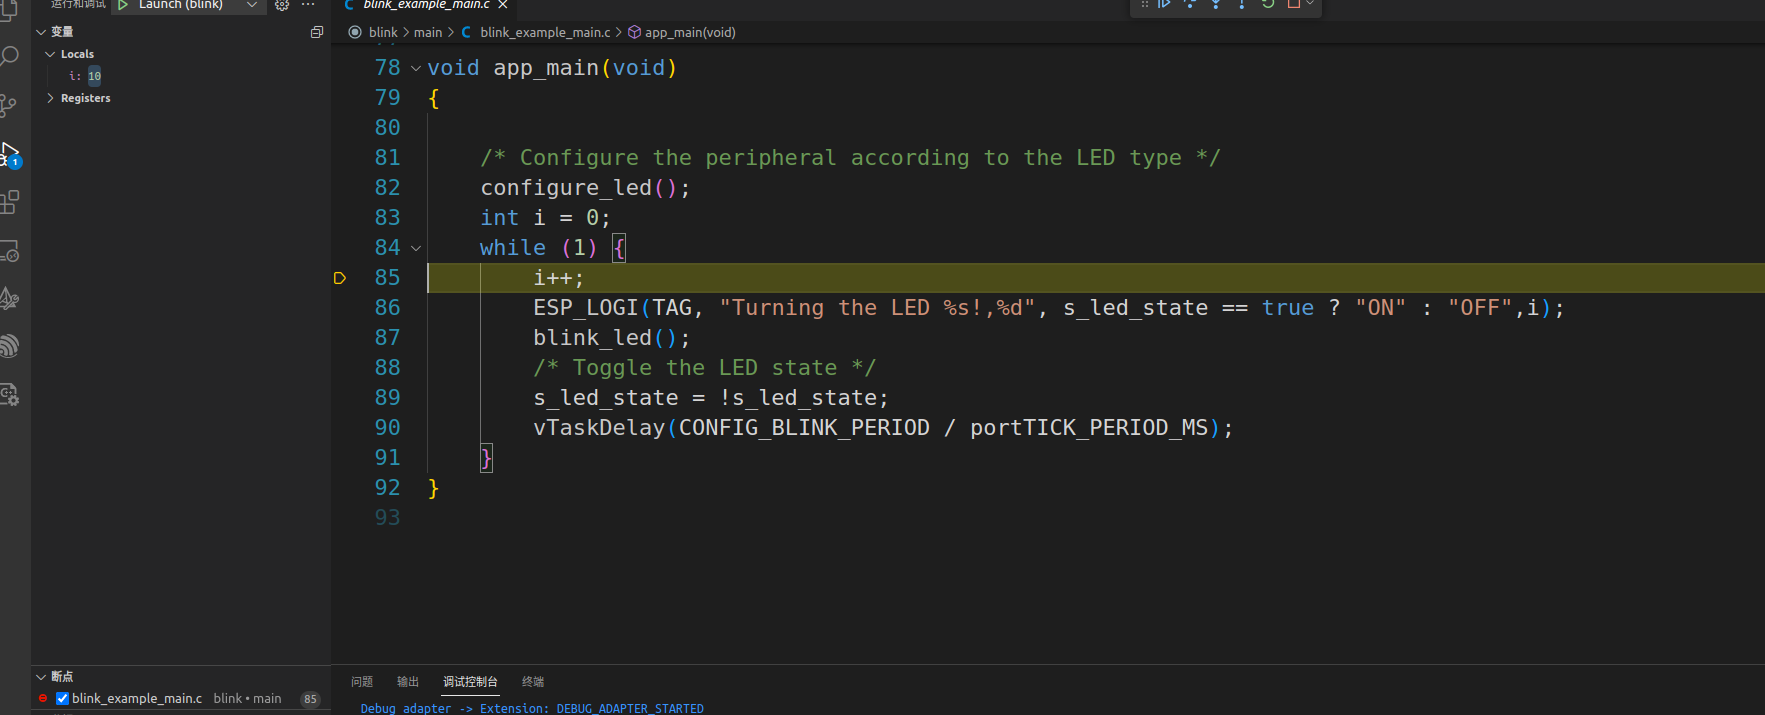 运行和调试 Launch (blink) ...
变量
Locals
i: 10
Registers
1
断点
blink_example_main.c blink • main 85
C blink_example_main.c
blink > main > C blink_example_main.c > app_main(void)
78 void app_main(void)
79 {
80
81 /* Configure the peripheral according to the LED type */
82 configure_led();
83 int i = 0;
84 while (1) {
85 i++;
86 ESP_LOGI(TAG, "Turning the LED %s!,%d", s_led_state == true ? "ON" : "OFF",i);
87 blink_led();
88 /* Toggle the LED state */
89 s_led_state = !s_led_state;
90 vTaskDelay(CONFIG_BLINK_PERIOD / portTICK_PERIOD_MS);
91 }
92 }
93
问题 输出 调试控制台 终端
Debug adapter -> Extension: DEBUG_ADAPTER_STARTED